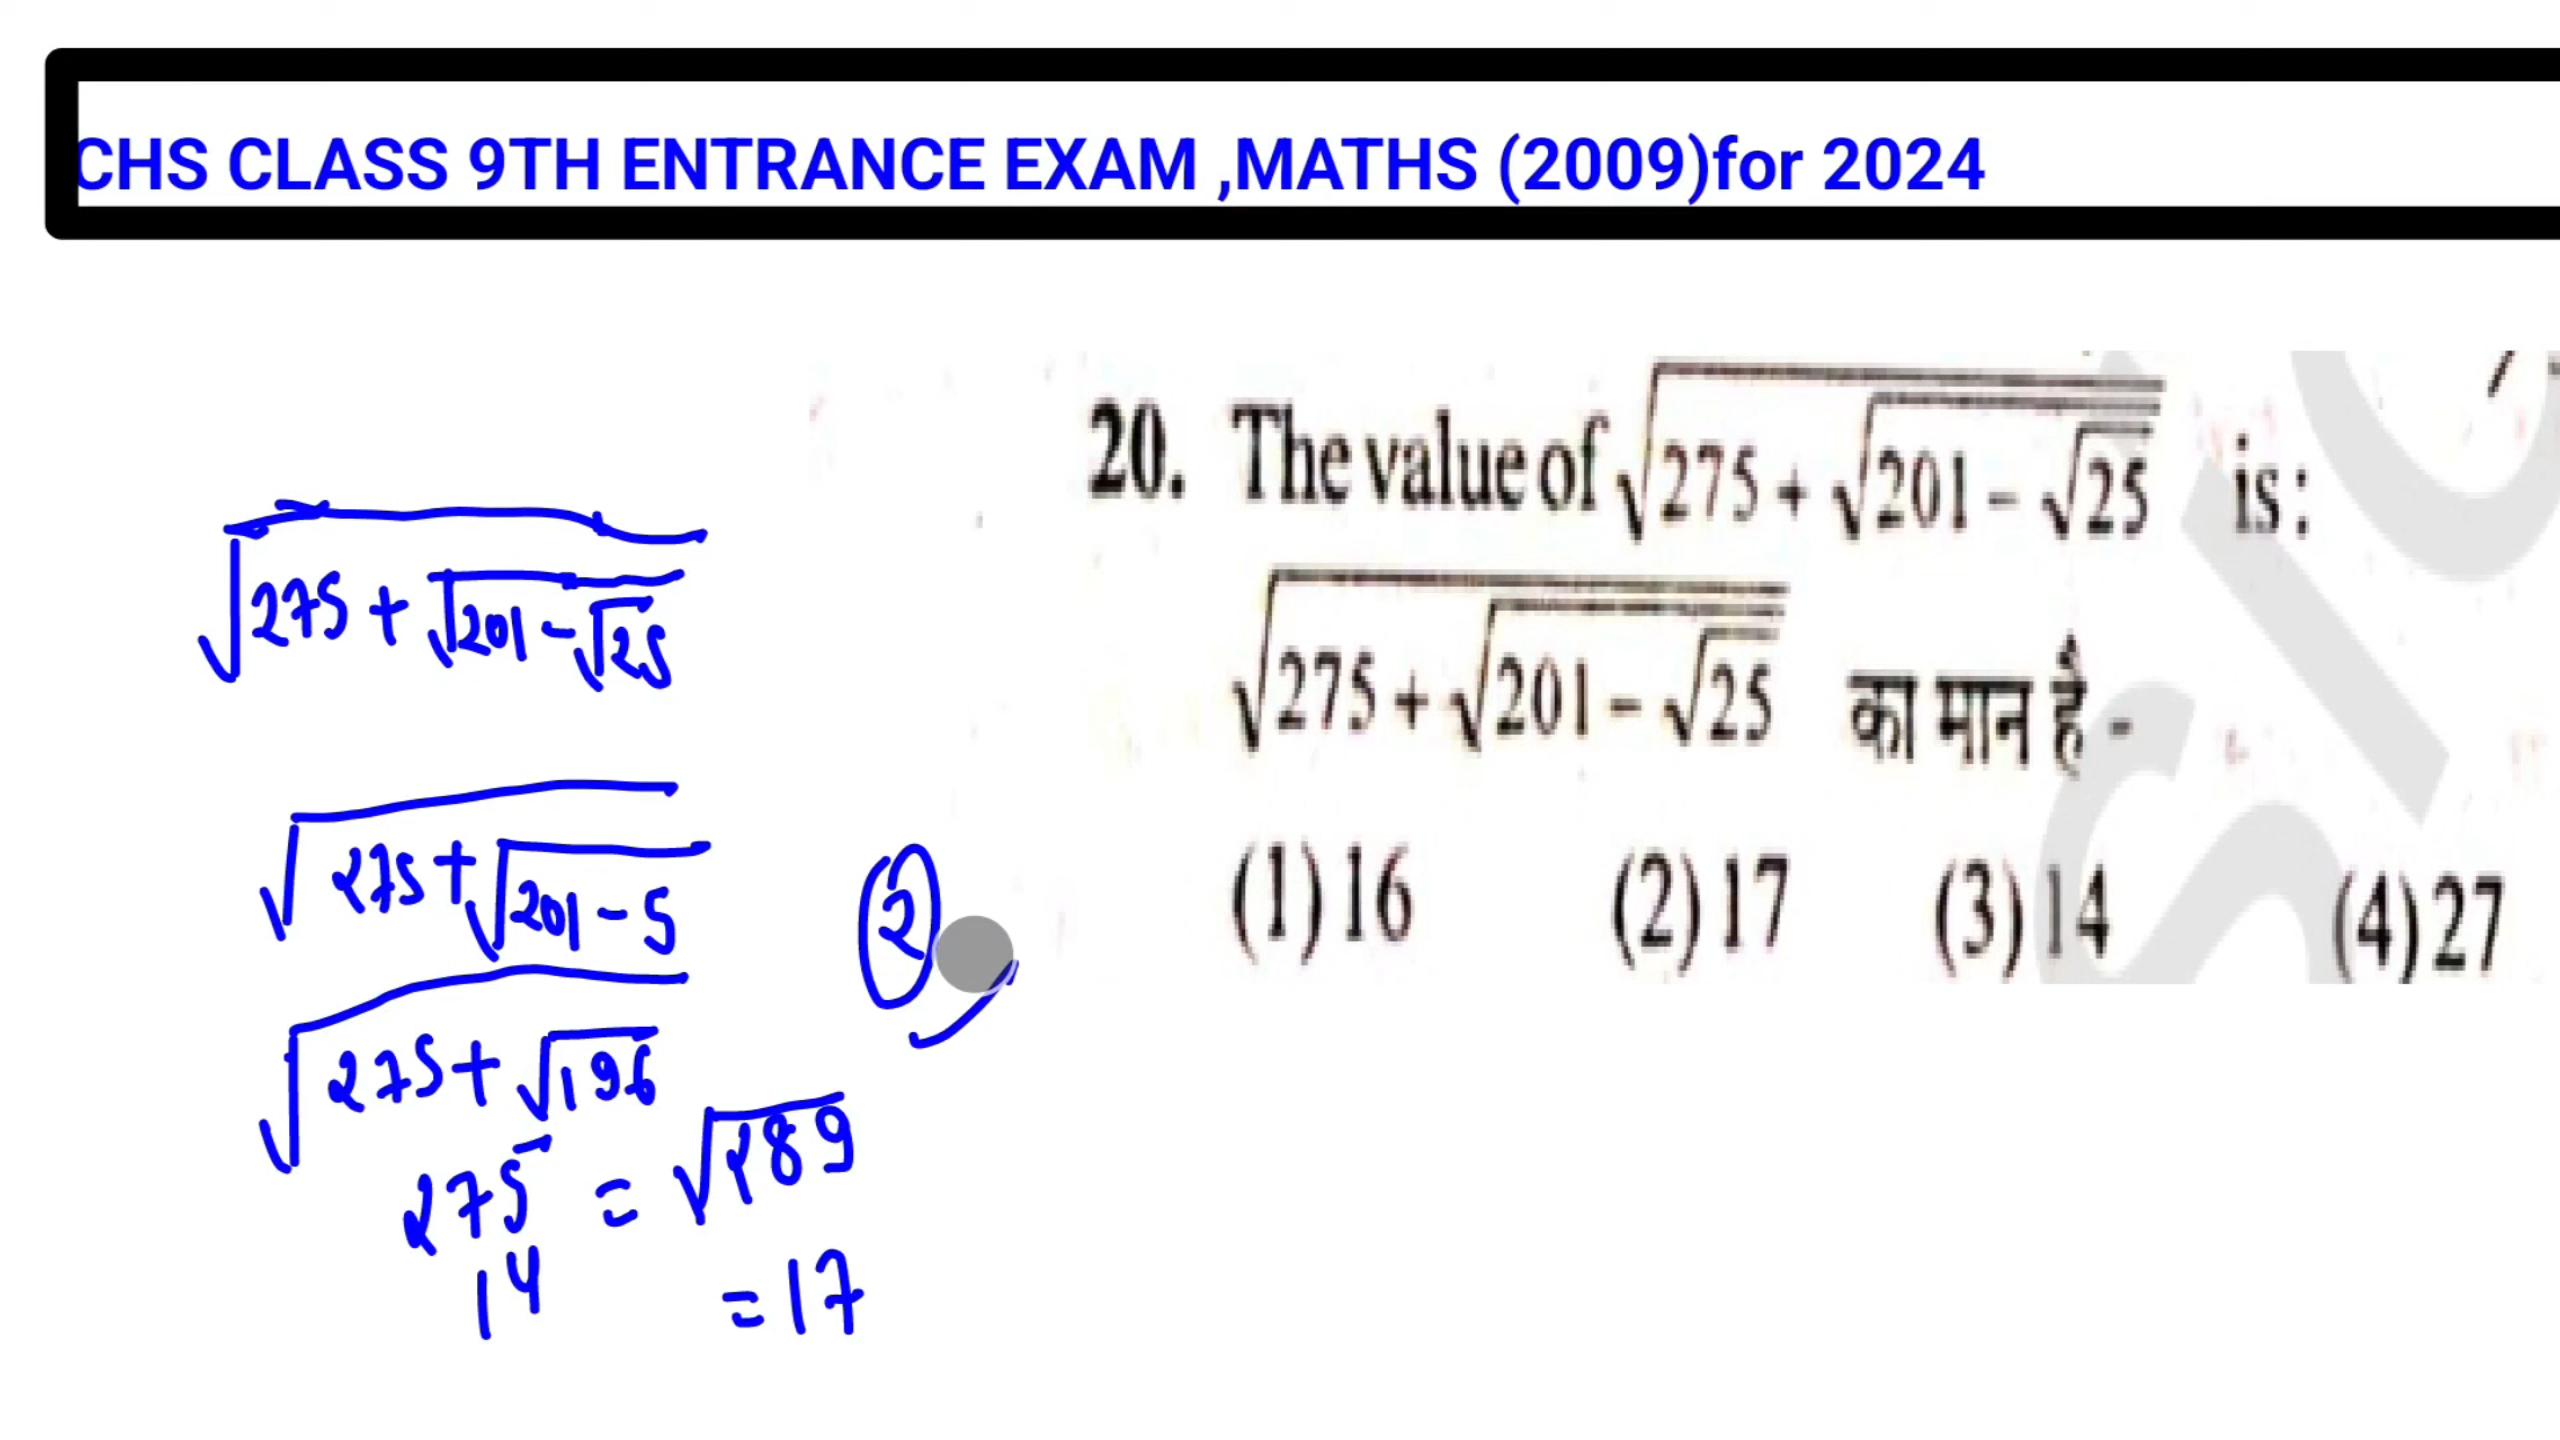 CHS CLASS 9TH ENTRANCE EXAM ,MATHS (2009)for 2024
20. The value of √(275 + √(201 - √25)) is :
√(275 + √(201 - √25)) का मान है -
(1) 16 (2) 17 (3) 14 (4) 27
√(275 + √(201 - √25))
√(275 + √(201 - 5))
√(275 + √196)
275 = √289
14
= 17
2